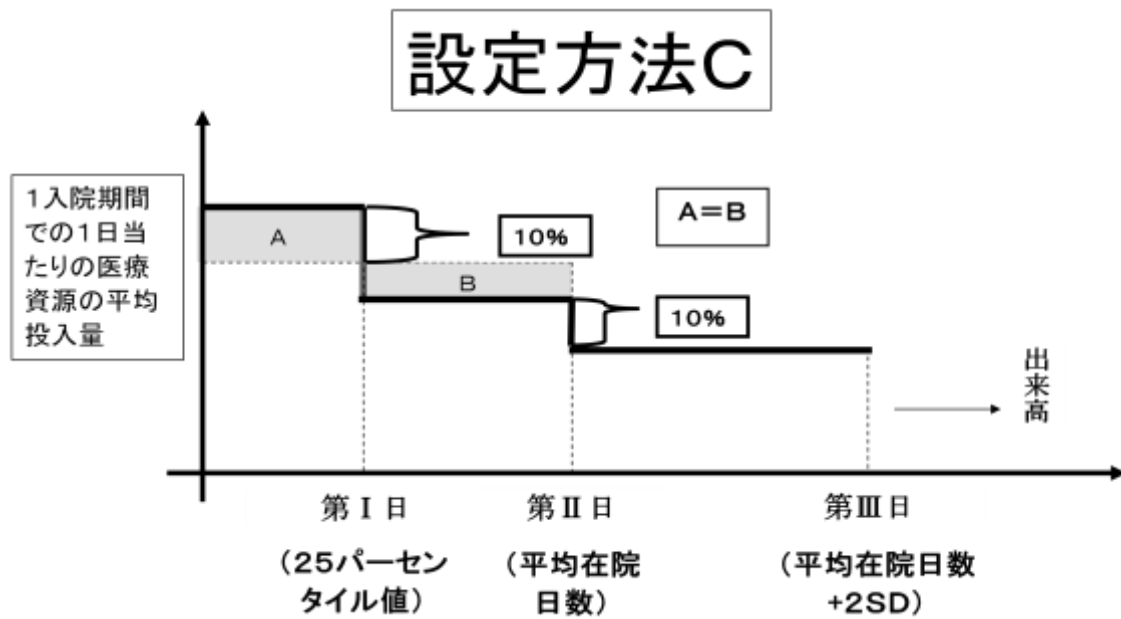 設定方法C
1入院期間
での1日当
たりの医療
資源の平均
投入量
A
10%
A=B
B
10%
出来高
第Ⅰ日
第Ⅱ日
第Ⅲ日
(25パーセン
タイル値)
(平均在院
日数)
(平均在院日数
+2SD)